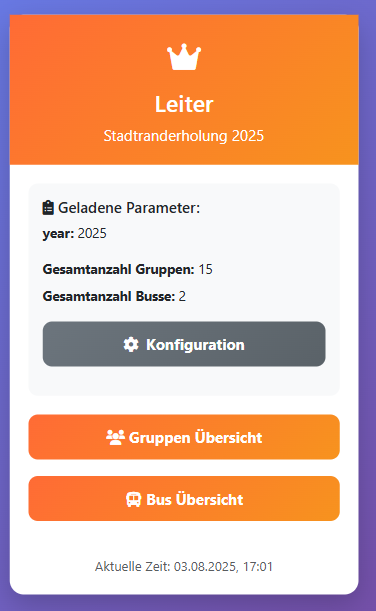 Leiter
Stadtranderholung 2025
Geladene Parameter:
year: 2025
Gesamtanzahl Gruppen: 15
Gesamtanzahl Busse: 2
Konfiguration
Gruppen Übersicht
Bus Übersicht
Aktuelle Zeit: 03.08.2025, 17:01